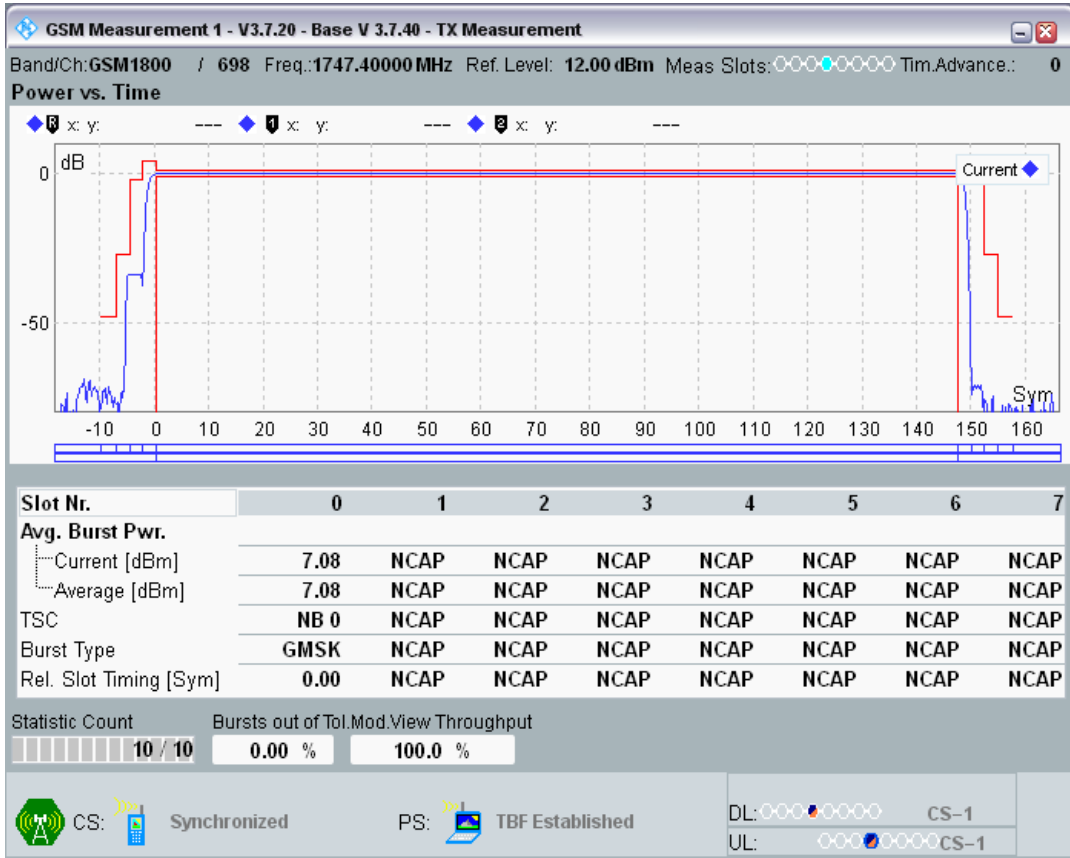 GSM Measurement 1 - V3.7.20 - Base V 3.7.40 - TX Measurement
Band/Ch:GSM1800 / 698 Freq.:1747.40000 MHz Ref. Level: 12.00 dBm Meas Slots: Tim.Advance.: 0
Power vs. Time
R x: y: --- 1 x: y: --- 2 x: y: ---
dB
Current
0
-50
Sym
-10 0 10 20 30 40 50 60 70 80 90 100 110 120 130 140 150 160
Slot Nr. 0 1 2 3 4 5 6 7
Avg. Burst Pwr.
Current [dBm] 7.08 NCAP NCAP NCAP NCAP NCAP NCAP NCAP
Average [dBm] 7.08 NCAP NCAP NCAP NCAP NCAP NCAP NCAP
TSC NB 0 NCAP NCAP NCAP NCAP NCAP NCAP NCAP
Burst Type GMSK NCAP NCAP NCAP NCAP NCAP NCAP NCAP
Rel. Slot Timing [Sym] 0.00 NCAP NCAP NCAP NCAP NCAP NCAP NCAP
Statistic Count Bursts out of Tol.Mod.View Throughput
10 / 10 0.00 % 100.0 %
CS: Synchronized PS: TBF Established
DL: CS-1
UL: CS-1